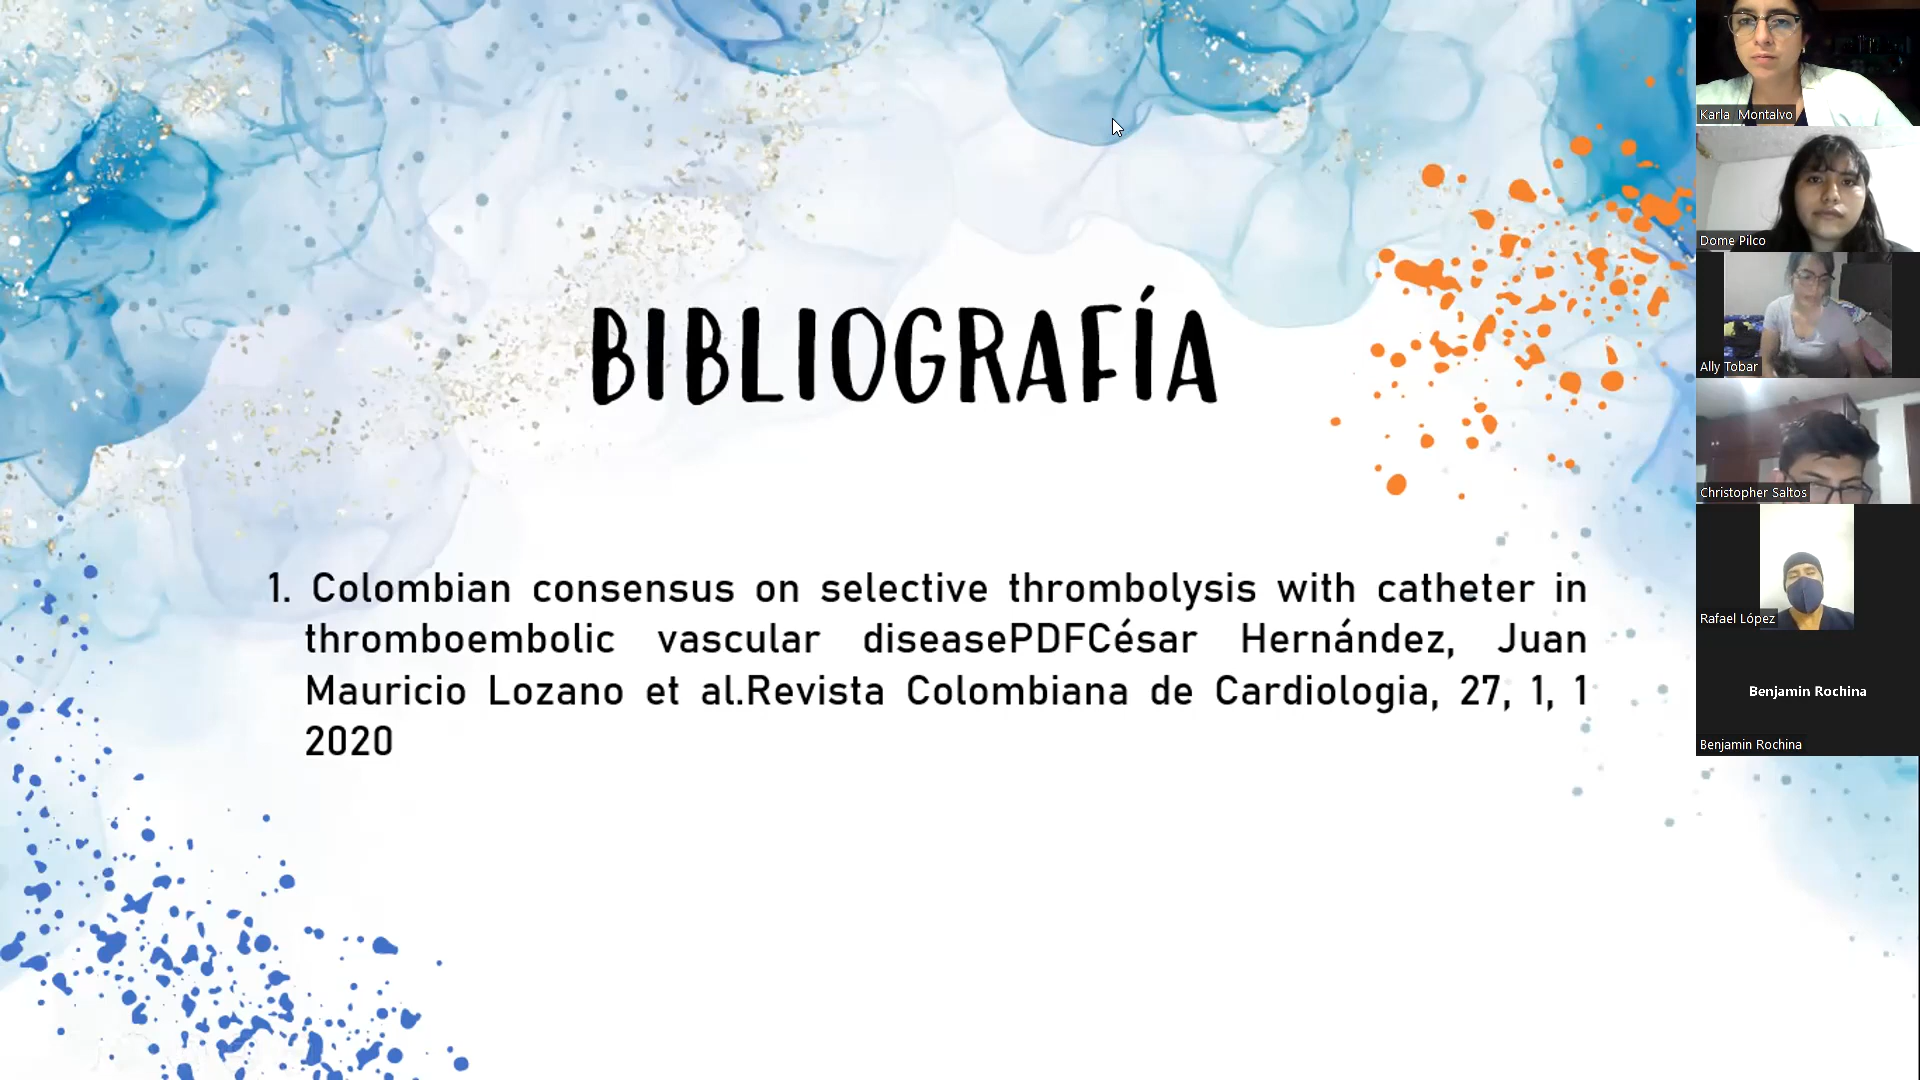 BIBLIOGRAFÍA
1. Colombian consensus on selective thrombolysis with catheter in
thromboembolic vascular diseasePDFCésar Hernández, Juan
Mauricio Lozano et al.Revista Colombiana de Cardiologia, 27, 1, 1
2020
Karla Montalvo
Dome Pilco
Ally Tobar
Christopher Saltos
Rafael López
Benjamin Rochina
Benjamin Rochina